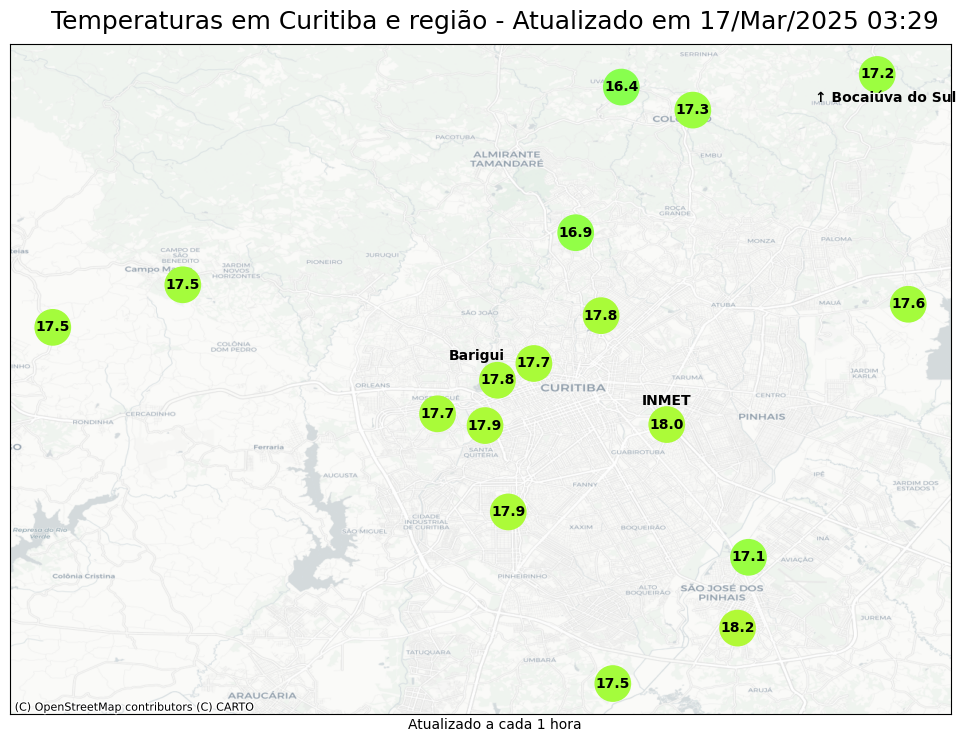 Temperaturas em Curitiba e região - Atualizado em 17/Mar/2025 03:29
SERRINHA
17.2
16.4
↑ Bocaiúva do Sul
17.3
PACOTUBA
EMBU
ALMIRANTE
TAMANDARÉ
ROÇA
GRANDE
16.9
MONZA
PALOMA
CAMPO DE
SÃO
BENEDITO
JURUQUI
PIONEIRO
JARDIM
NOVOS
HORIZONTES
17.5
17.6
ATUBA
MAUÁ
SÃO JOÃO
17.8
17.5
COLÔNIA
DOM PEDRO
Barigui
17.7
JARDIM
KARLA
17.8
TARUMÃ
ORLEANS
CURITIBA
CENTRO
INMET
17.7
CERCADINHO
PINHAIS
RONDINHA
17.9
18.0
Ferraria
SANTA
QUITÉRIA
GUABIROTUBA
AUGUSTA
IPÊ
FANNY
JARDIM DOS
ESTADOS I
17.9
CIDADE
INDUSTRIAL
DE CURITIBA
XAXIM
BOQUEIRÃO
SÃO MIGUEL
Represa do Rio
Verde
INÁ
17.1
AVIAÇÃO
Colônia Cristina
PINHEIRINHO
ALTO
BOQUEIRÃO
SÃO JOSÉ DOS
PINHAIS
JUREMA
18.2
TATUQUARA
UMBARÁ
17.5
ARUJÁ
ARAUCÁRIA
(C) OpenStreetMap contributors (C) CARTO
Atualizado a cada 1 hora